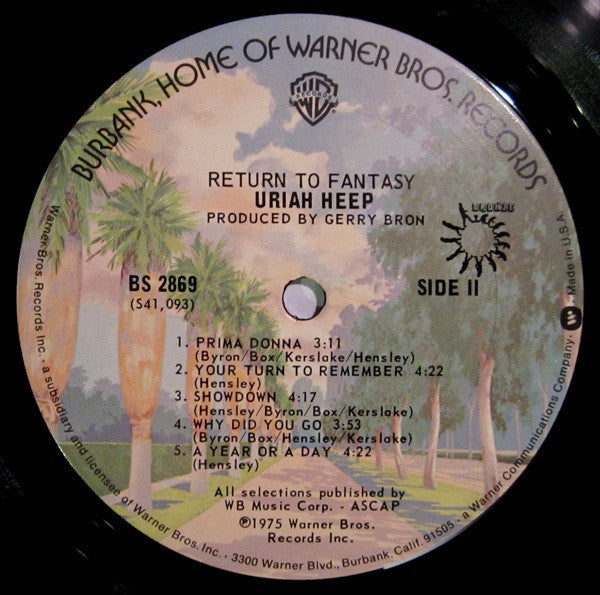 BURBANK, HOME OF WARNER BROS. RECORDS
WB
RECORDS
RETURN TO FANTASY
URIAH HEEP
PRODUCED BY GERRY BRON
BRONZE
BS 2869
(S41,093)
SIDE II
1. PRIMA DONNA 3:11
(Byron/Box/Kerslake/Hensley)
2. YOUR TURN TO REMEMBER 4:22
(Hensley)
3. SHOWDOWN 4:17
(Hensley/Byron/Box/Kerslake)
4. WHY DID YOU GO 3:53
(Byron/Box/Hensley/Kerslake)
5. A YEAR OR A DAY 4:22
(Hensley)
All selections published by
WB Music Corp. - ASCAP
℗1975 Warner Bros.
Records Inc.
Warner Bros. Records Inc. · a subsidiary and licensee of Warner Bros. Inc. · 3300 Warner Blvd., Burbank, Calif. 91505 · a Warner Communications Company · Made in U.S.A.